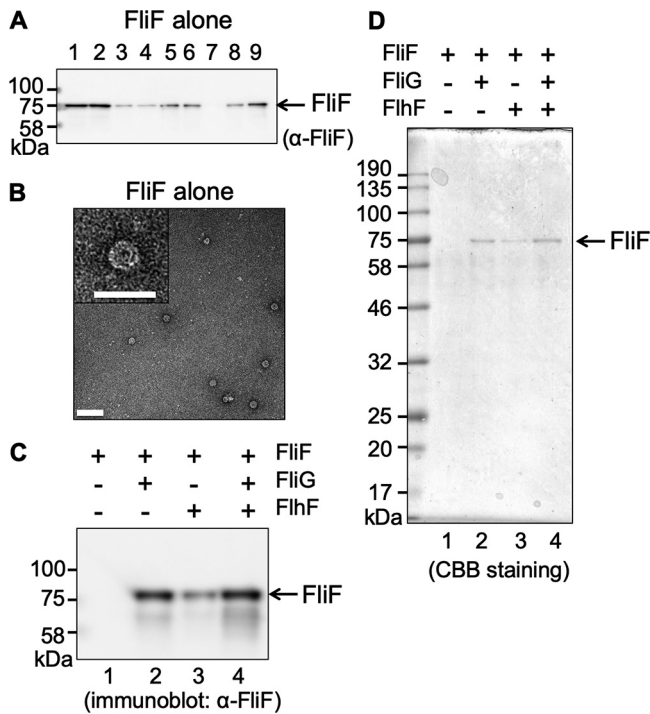 A
FliF alone
1 2 3 4 5 6 7 8 9
100
75
58
kDa
FliF
(α-FliF)
B
FliF alone
C
+ + + + FliF
- + - + FliG
- - + + FlhF
100
75
58
kDa
FliF
1 2 3 4
(immunoblot: α-FliF)
D
FliF + + + +
FliG - + - +
FlhF - - + +
190
135
100
75
58
46
32
25
20
17
kDa
FliF
1 2 3 4
(CBB staining)